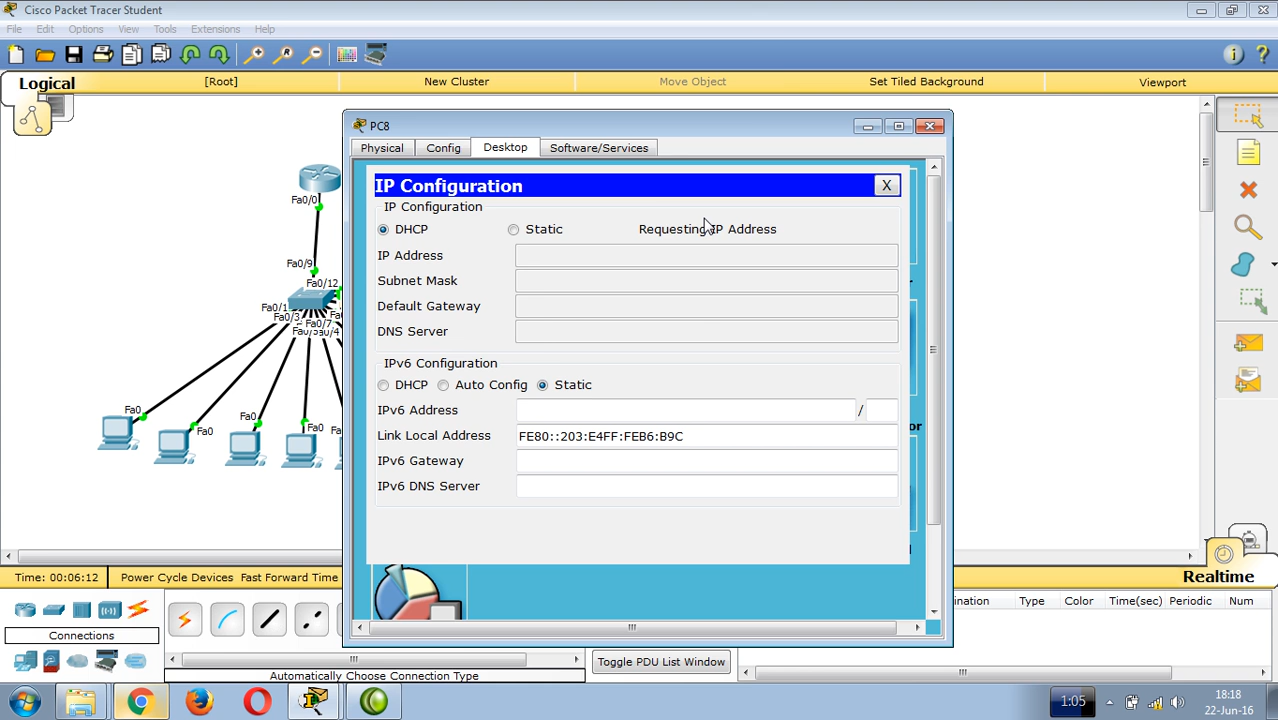 Cisco Packet Tracer Student
File Edit Options View Tools Extensions Help
Logical [Root] New Cluster Move Object Set Tiled Background Viewport
PC8
Physical Config Desktop Software/Services
IP Configuration X
IP Configuration
DHCP Static Requesting IP Address
IP Address
Subnet Mask
Default Gateway
DNS Server
IPv6 Configuration
DHCP Auto Config Static
IPv6 Address /
Link Local Address FE80::203:E4FF:FEB6:B9C
IPv6 Gateway
IPv6 DNS Server
Fa0/0
Fa0/9
Fa0/12
Fa0/1
Fa0/3
Fa0/7
Fa0
Fa0
Fa0
Fa0
or
Time: 00:06:12 Power Cycle Devices Fast Forward Time
Realtime
Connections
Automatically Choose Connection Type
Toggle PDU List Window
ination Type Color Time(sec) Periodic Num
1:05
18:18
22-Jun-16